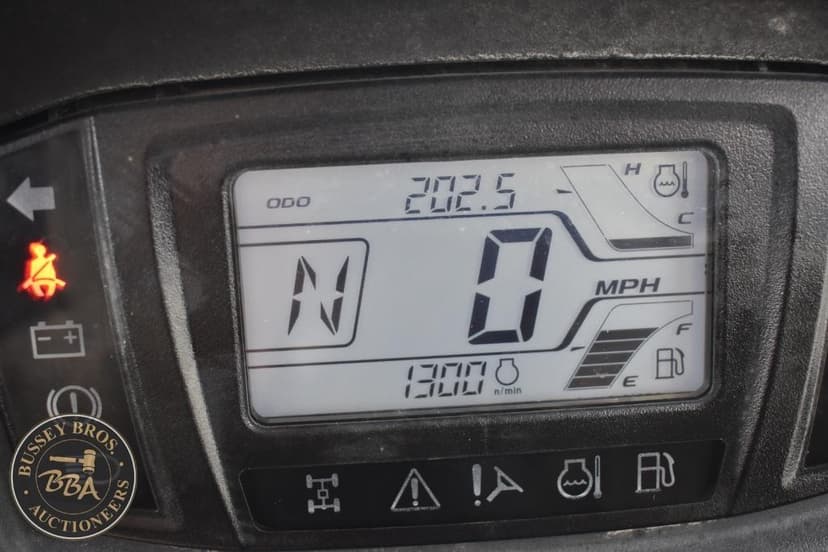 ODO 202.5 H
C
N 0 MPH
F
1300 n/min E
BUSSEY BROS.
BBA
AUCTIONEERS